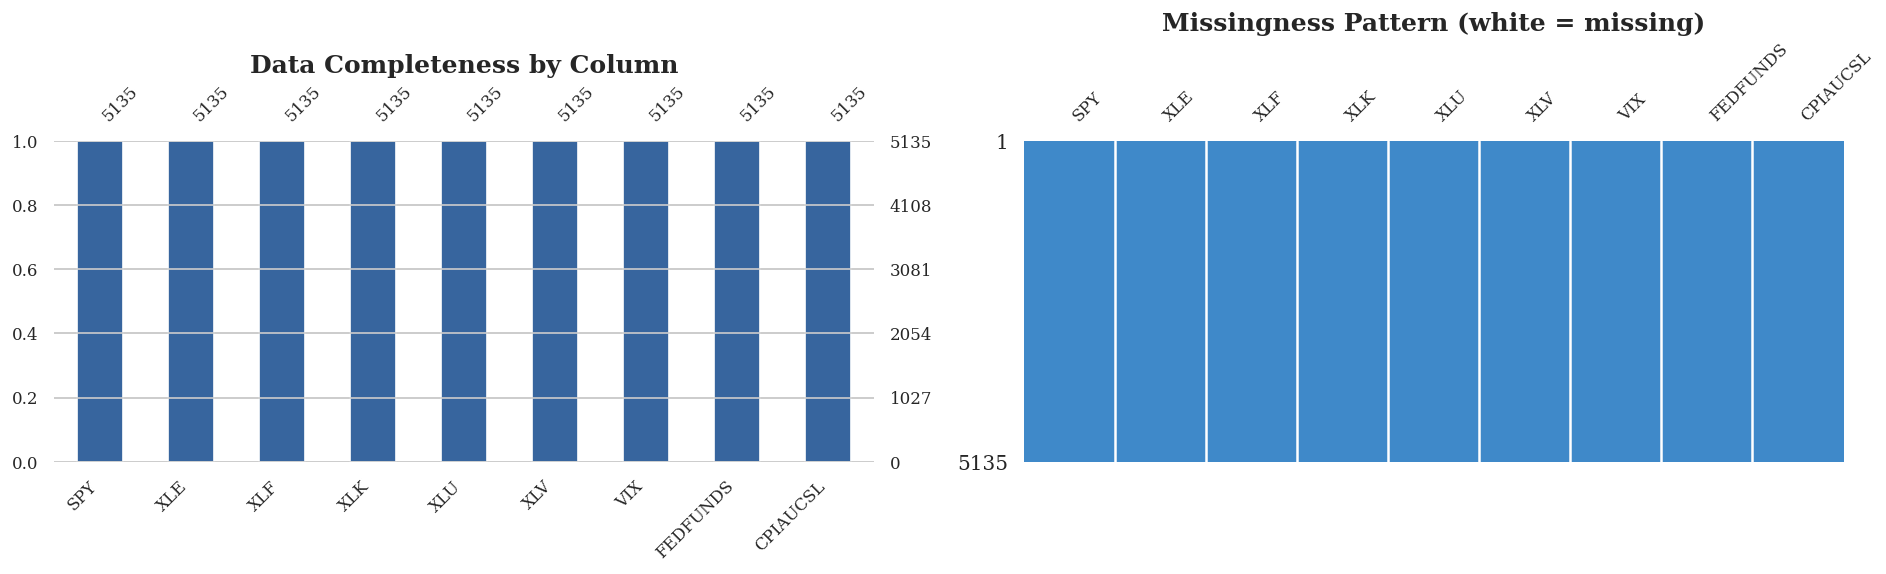 Data Completeness by Column
5135 5135 5135 5135 5135 5135 5135 5135 5135
1.0 5135
0.8 4108
0.6 3081
0.4 2054
0.2 1027
0.0 0
SPY XLE XLF XLK XLU XLV VIX FEDFUNDS CPIAUCSL
Missingness Pattern (white = missing)
SPY XLE XLF XLK XLU XLV VIX FEDFUNDS CPIAUCSL
1
5135